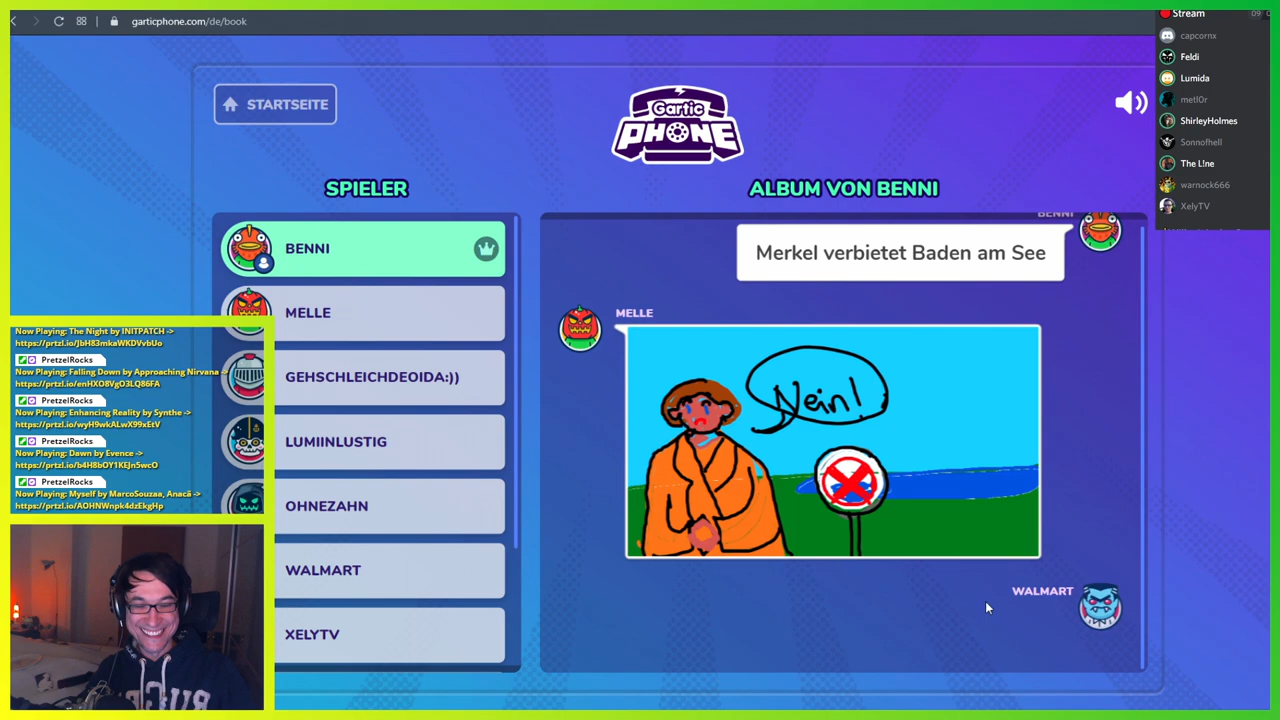 garticphone.com/de/book
Stream
capcornx
Feldi
Lumida
metl0r
ShirleyHolmes
Sonnofhell
The L!ne
warnock666
XelyTV
STARTSEITE
Gartic
PHONE
SPIELER
BENNI
MELLE
GEHSCHLEICHDEOIDA:))
LUMIINLUSTIG
OHNEZAHN
WALMART
XELYTV
ALBUM VON BENNI
BENNI
Merkel verbietet Baden am See
MELLE
Nein!
WALMART
Now Playing: The Night by INITPATCH ->
https://prtzl.io/JbH83mkaWKDVvbUo
PretzelRocks
Now Playing: Falling Down by Approaching Nirvana ->
https://prtzl.io/enHXO8VgO3LQ86FA
PretzelRocks
Now Playing: Enhancing Reality by Synthe ->
https://prtzl.io/wyH9wkALwX99xEtV
PretzelRocks
Now Playing: Dawn by Evence ->
https://prtzl.io/b4H8bOY1KEJn5wcO
PretzelRocks
Now Playing: Myself by MarcoSouzaa, Anacã ->
https://prtzl.io/AOHNWnpk4dzEkgHp